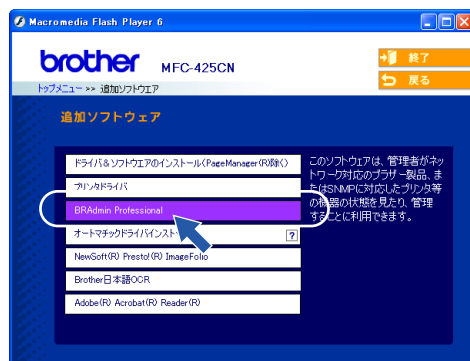 Macromedia Flash Player 6
brother
MFC-425CN
終了
戻る
トップメニュー >> 追加ソフトウエア
追加ソフトウェア
ドライバ&ソフトウエアのインストール(PageManager(R)除く)
プリンタドライバ
BRAdmin Professional
オートマチックドライバインスト
?
NewSoft(R) Presto!(R) ImageFolio
Brother日本語OCR
Adobe(R) Acrobat(R) Reader(R)
このソフトウェアは、管理者がネッ
トワーク対応のブラザー製品、ま
たはSNMPに対応したプリンタ等
の機器の状態を見たり、管理
することに利用できます。